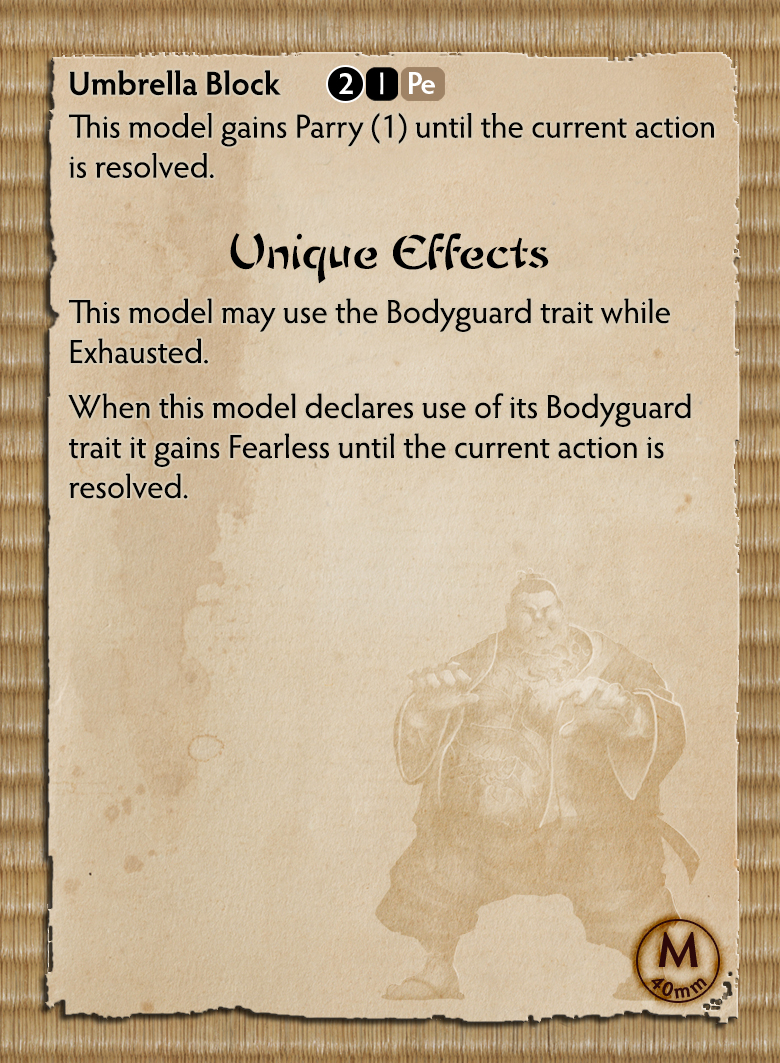 Umbrella Block 2 I Pe
This model gains Parry (1) until the current action
is resolved.
Unique Effects
This model may use the Bodyguard trait while
Exhausted.
When this model declares use of its Bodyguard
trait it gains Fearless until the current action is
resolved.
M
40mm